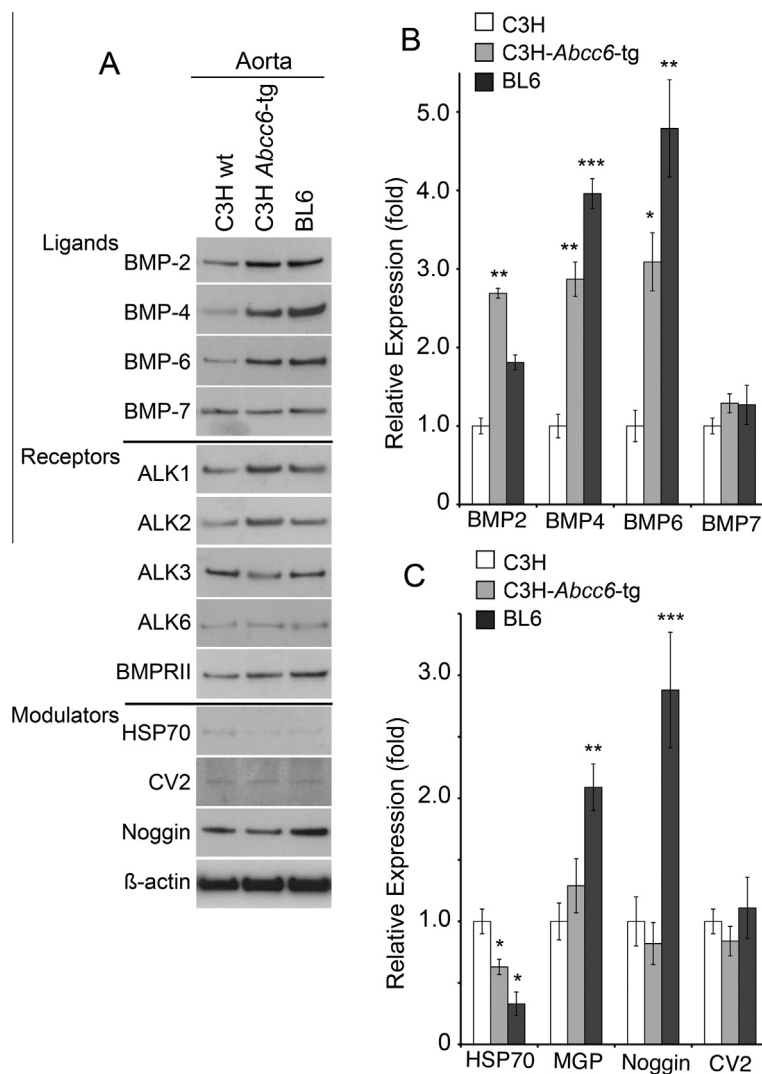 A
Aorta
C3H wt
C3H Abcc6-tg
BL6
Ligands
BMP-2
BMP-4
BMP-6
BMP-7
Receptors
ALK1
ALK2
ALK3
ALK6
BMPRII
Modulators
HSP70
CV2
Noggin
ß-actin
B
C3H
C3H-Abcc6-tg
BL6
Relative Expression (fold)
5.0
4.0
3.0
2.0
1.0
0
**
**
***
*
**
BMP2 BMP4 BMP6 BMP7
C
C3H
C3H-Abcc6-tg
BL6
Relative Expression (fold)
3.0
2.0
1.0
0
*
*
**
***
HSP70 MGP Noggin CV2